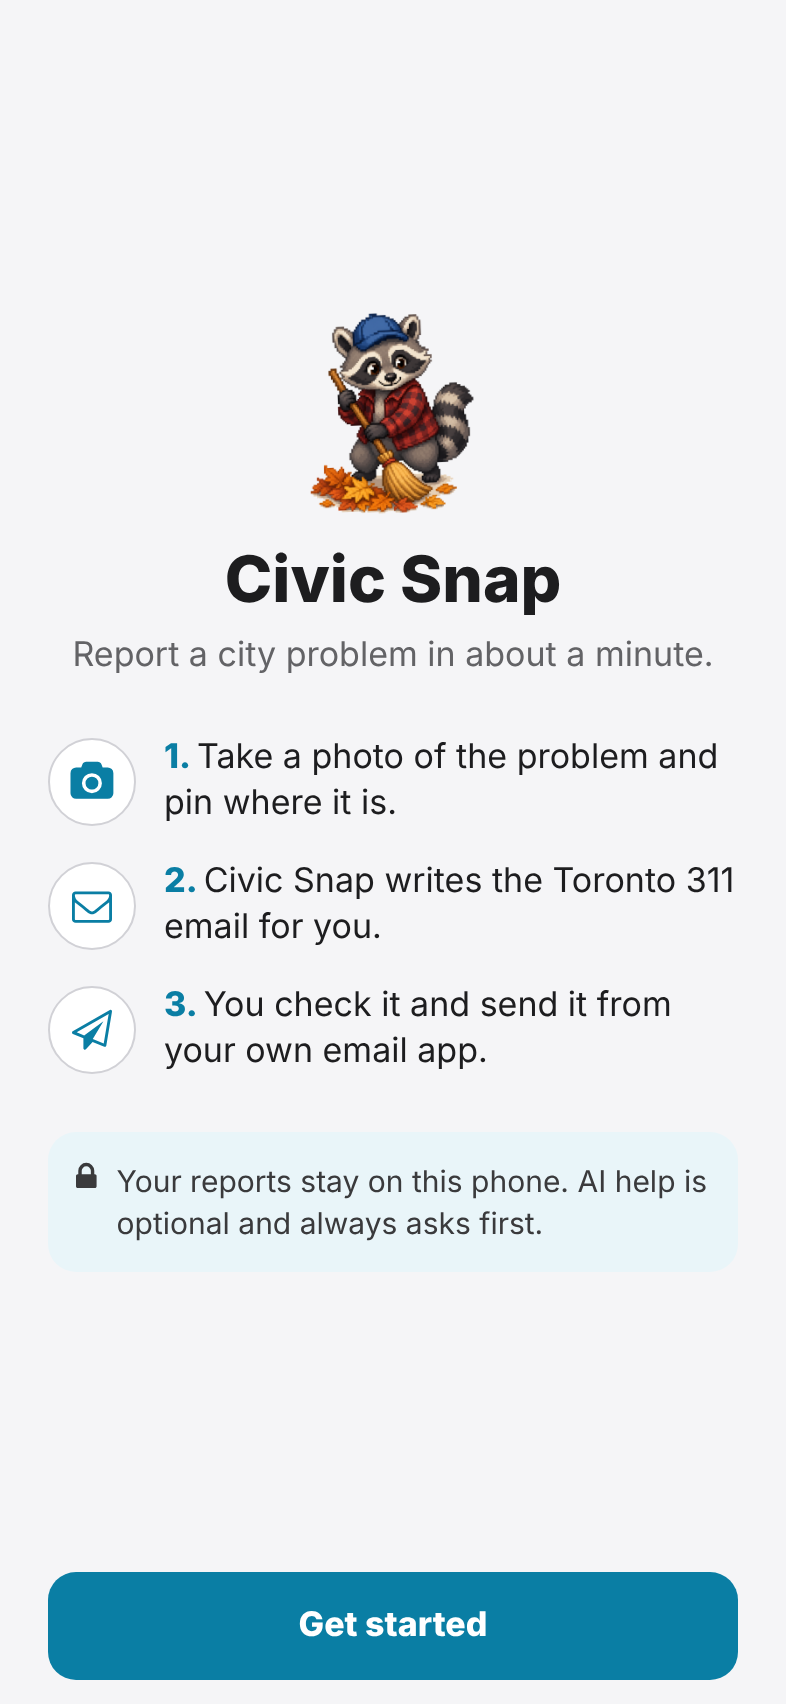 Civic Snap
Report a city problem in about a minute.
1. Take a photo of the problem and
pin where it is.
2. Civic Snap writes the Toronto 311
email for you.
3. You check it and send it from
your own email app.
Your reports stay on this phone. AI help is
optional and always asks first.
Get started